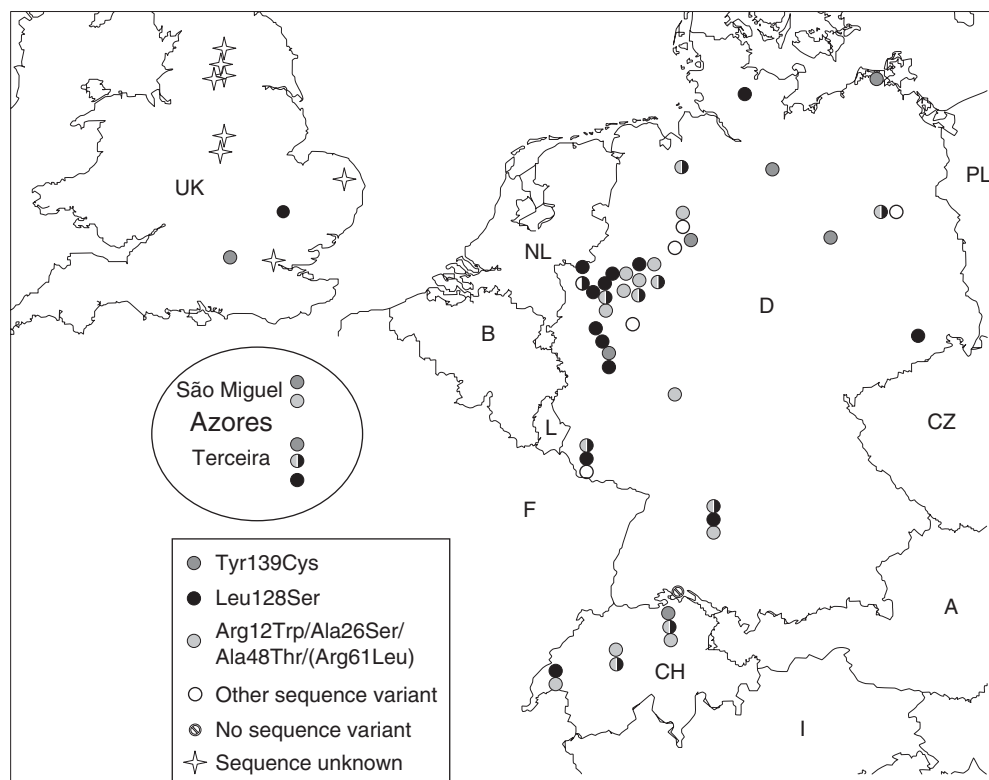 UK
NL
B
L
F
D
PL
CZ
A
CH
I
São Miguel
Azores
Terceira
Tyr139Cys
Leu128Ser
Arg12Trp/Ala26Ser/
Ala48Thr/(Arg61Leu)
Other sequence variant
No sequence variant
Sequence unknown